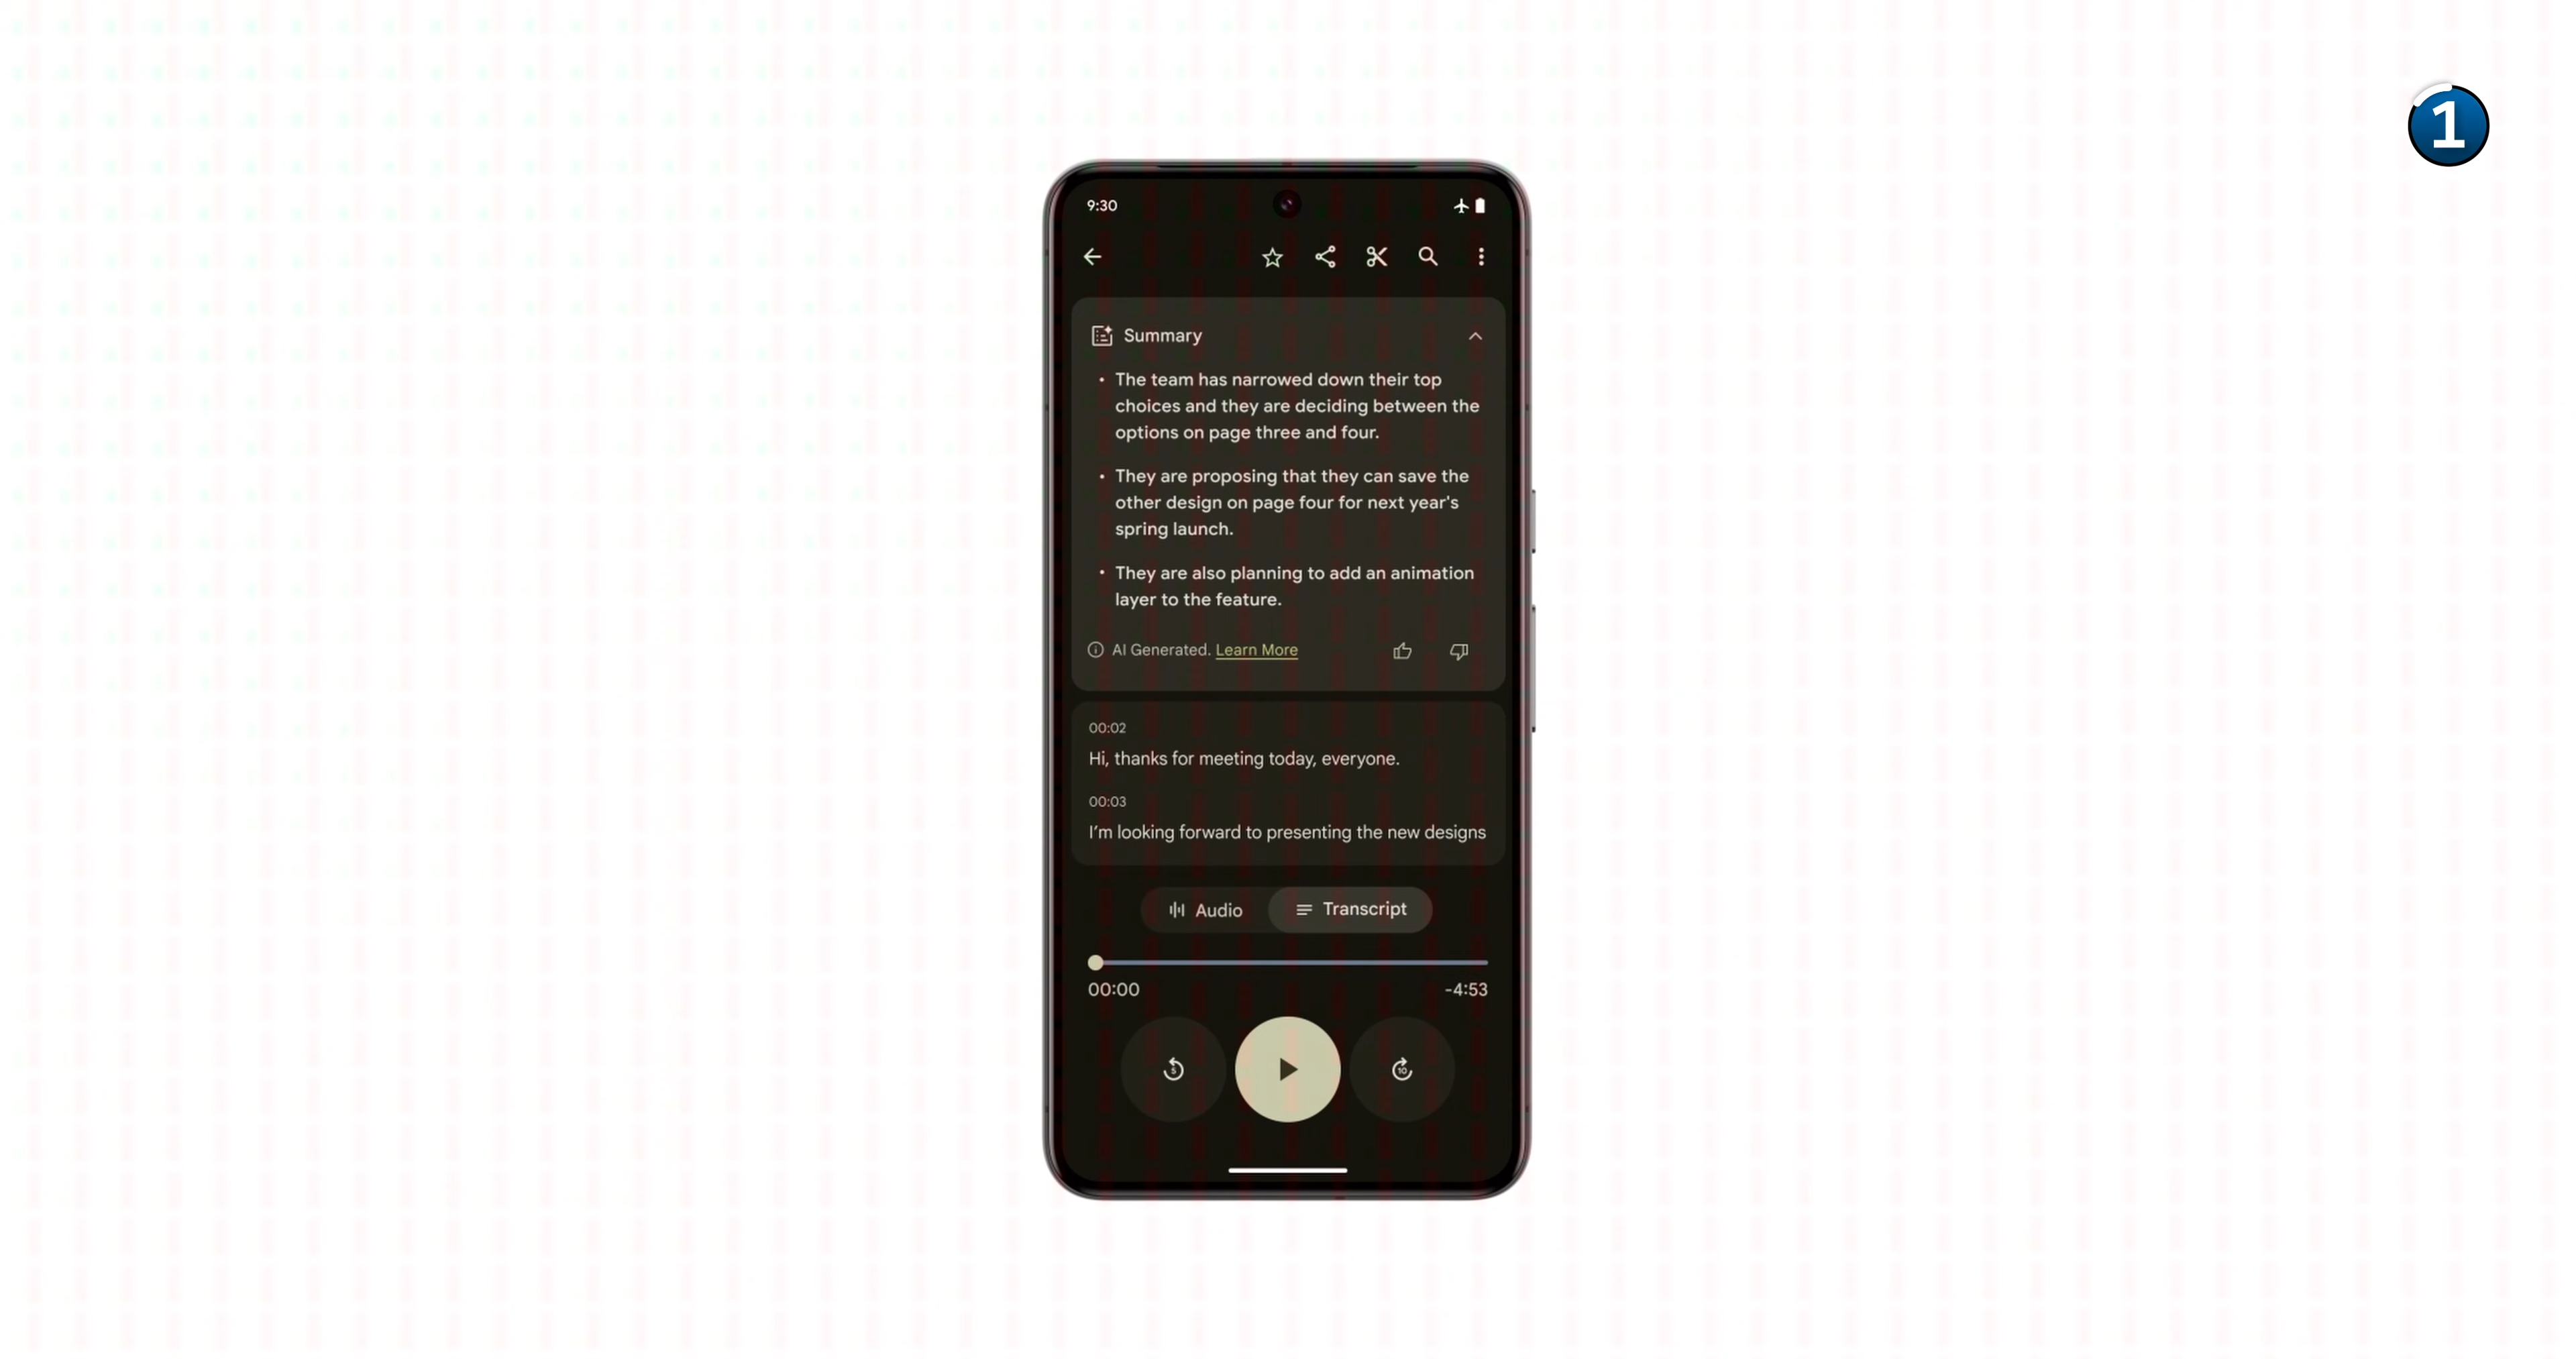 1
9:30
Summary
• The team has narrowed down their top
choices and they are deciding between the
options on page three and four.
• They are proposing that they can save the
other design on page four for next year's
spring launch.
• They are also planning to add an animation
layer to the feature.
AI Generated. Learn More
00:02
Hi, thanks for meeting today, everyone.
00:03
I'm looking forward to presenting the new designs
Audio Transcript
00:00 -4:53
5 10